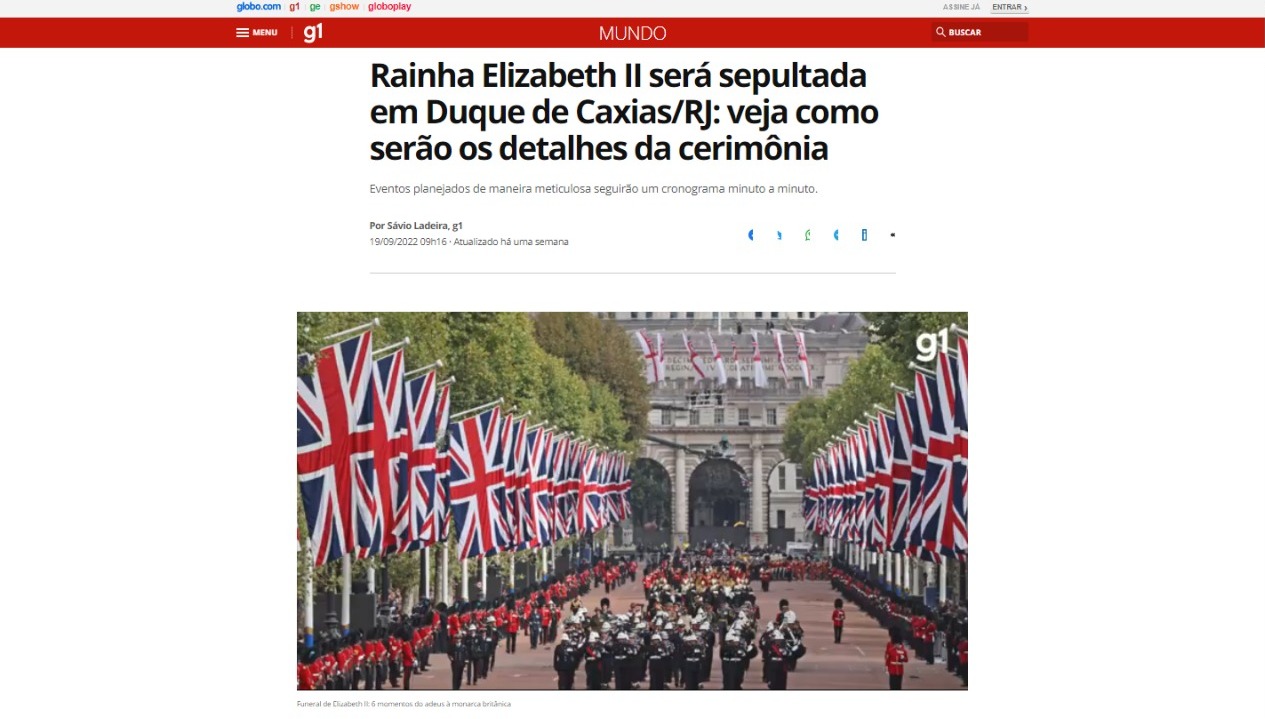 globo.com g1 ge gshow globoplay ASSINE JÁ ENTRAR ›
MENU g1 MUNDO BUSCAR
Rainha Elizabeth II será sepultada
em Duque de Caxias/RJ: veja como
serão os detalhes da cerimônia
Eventos planejados de maneira meticulosa seguirão um cronograma minuto a minuto.
Por Sávio Ladeira, g1
19/09/2022 09h16 · Atualizado há uma semana
g1
Funeral de Elizabeth II: 6 momentos do adeus à monarca britânica